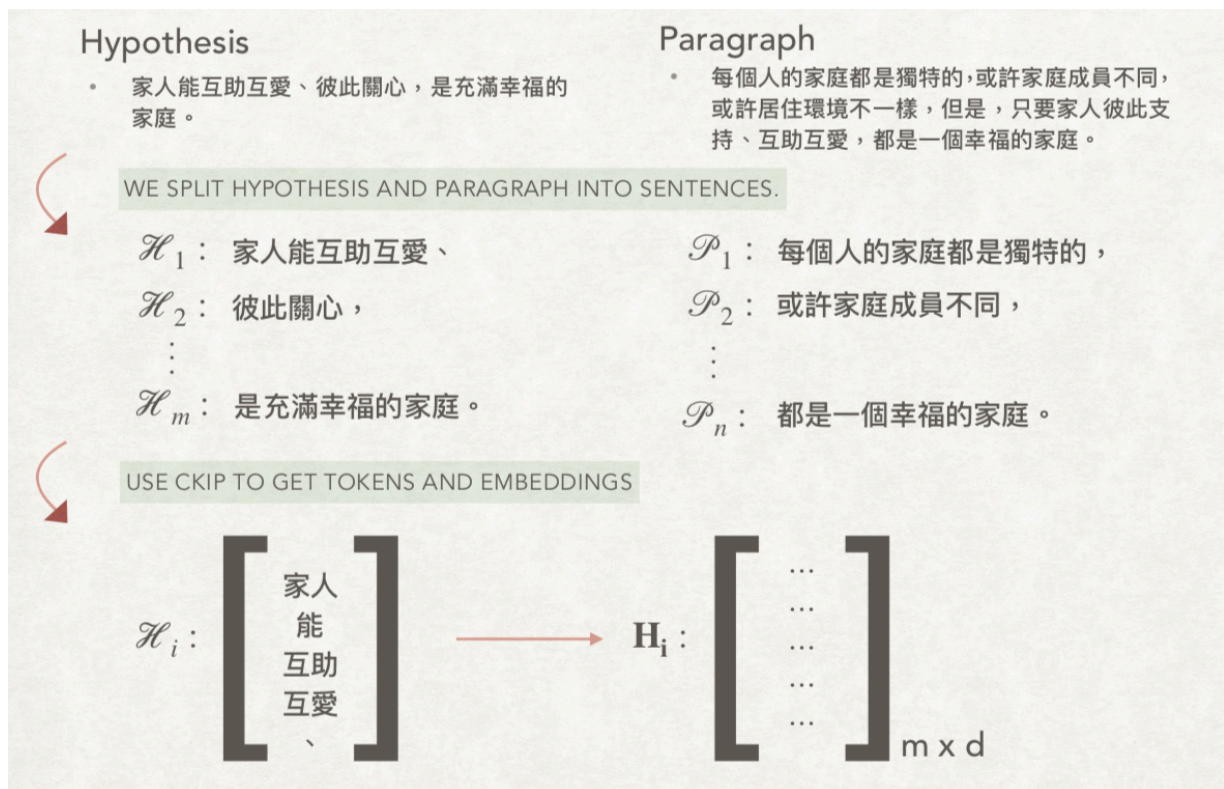 Hypothesis
• 家人能互助互愛、彼此關心，是充滿幸福的
家庭。
Paragraph
• 每個人的家庭都是獨特的，或許家庭成員不同，
或許居住環境不一樣，但是，只要家人彼此支
持、互助互愛，都是一個幸福的家庭。
WE SPLIT HYPOTHESIS AND PARAGRAPH INTO SENTENCES.
ℋ1： 家人能互助互愛、
ℋ2： 彼此關心，
⋮
ℋm： 是充滿幸福的家庭。
𝒫1： 每個人的家庭都是獨特的，
𝒫2： 或許家庭成員不同，
⋮
𝒫n： 都是一個幸福的家庭。
USE CKIP TO GET TOKENS AND EMBEDDINGS
ℋi：
家人
能
互助
互愛
、
Hi：
…
…
…
…
…
m x d